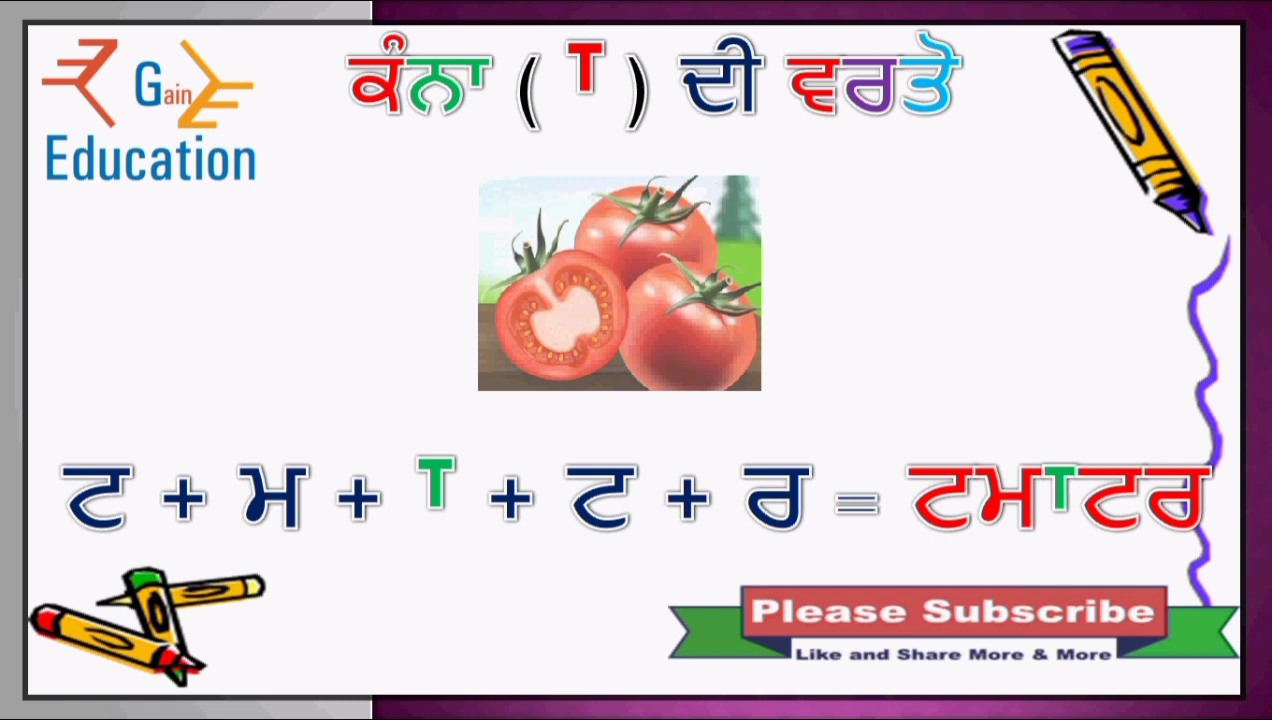 Gain
Education
ਕੰਨਾ ( ਾ ) ਦੀ ਵਰਤੋ
ਟ + ਮ + ਾ + ਟ + ਰ = ਟਮਾਟਰ
Please Subscribe
Like and Share More & More